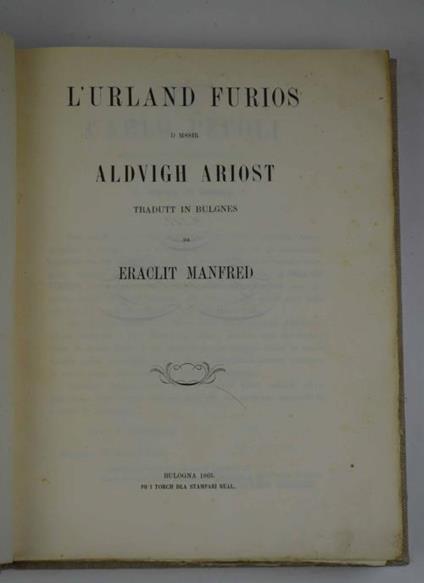 L'URLAND FURIOS
D MSSIR
ALDVIGH ARIOST
TRADUTT IN BULGNES
DA
ERACLIT MANFRED
BULOGNA 1865.
PR I TORCH DLA STAMPARI REAL.